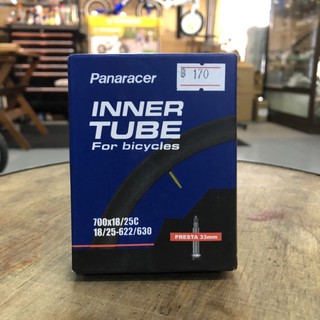 Panaracer
170
INNER
TUBE
For bicycles
700x18/25C
18/25-622/630
PRESTA 33mm